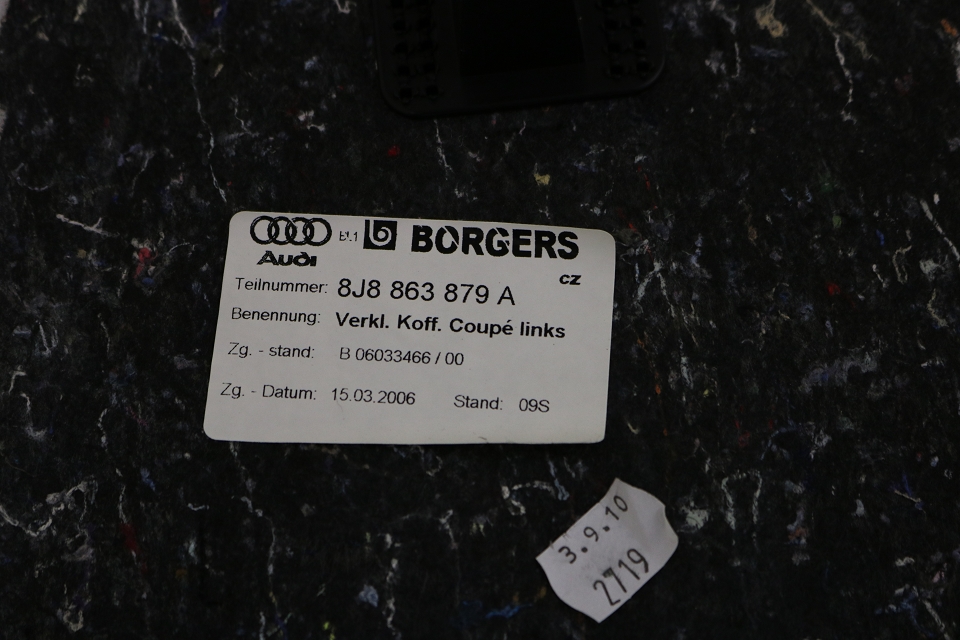 Audi BORGERS
CZ
Teilnummer: 8J8 863 879 A
Benennung: Verkl. Koff. Coupé links
Zg. - stand: B 06033466 / 00
Zg. - Datum: 15.03.2006 Stand: 09S
3.9.10
2719